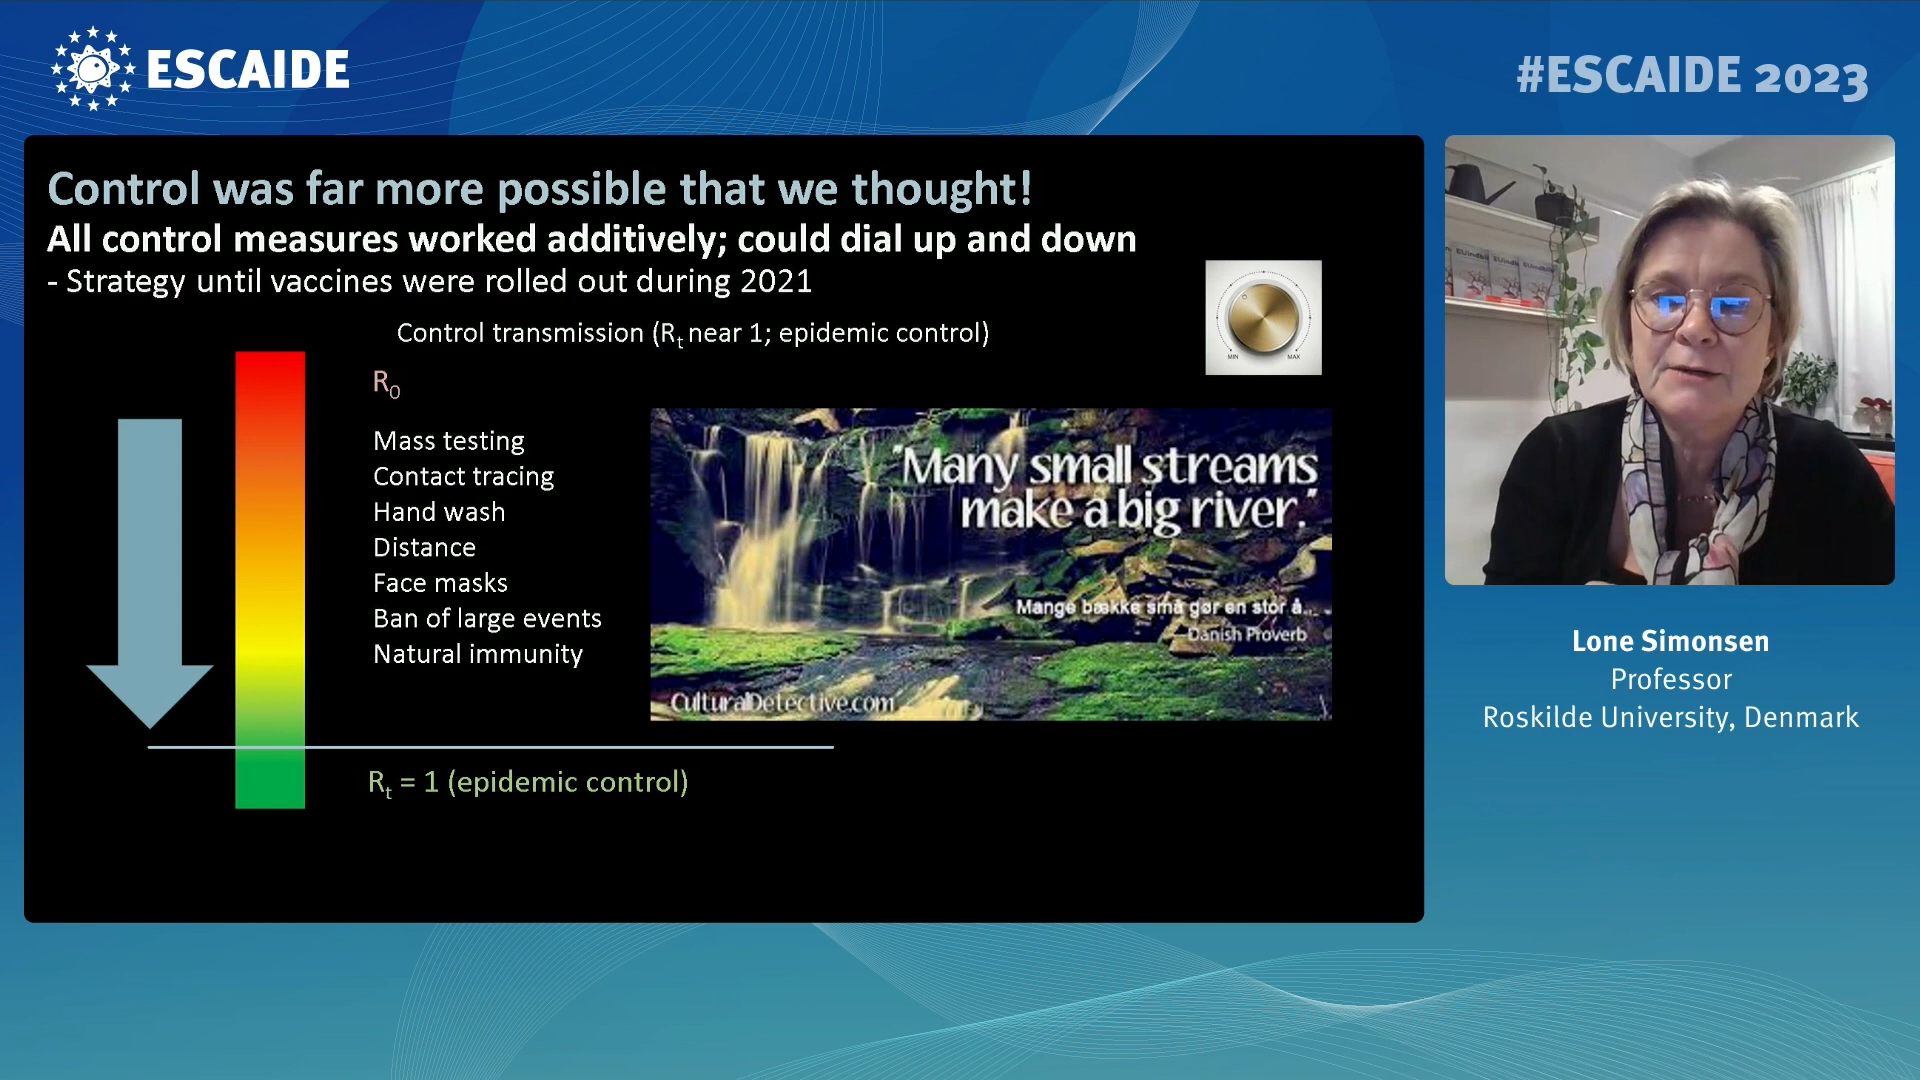 ESCAIDE
#ESCAIDE 2023
Control was far more possible that we thought!
All control measures worked additively; could dial up and down
- Strategy until vaccines were rolled out during 2021
Control transmission (Rt near 1; epidemic control)
MIN MAX
R0
Mass testing
Contact tracing
Hand wash
Distance
Face masks
Ban of large events
Natural immunity
"Many small streams
make a big river."
Mange bække små gør en stor å...
—Danish Proverb
CulturalDetective.com
Rt = 1 (epidemic control)
Lone Simonsen
Professor
Roskilde University, Denmark